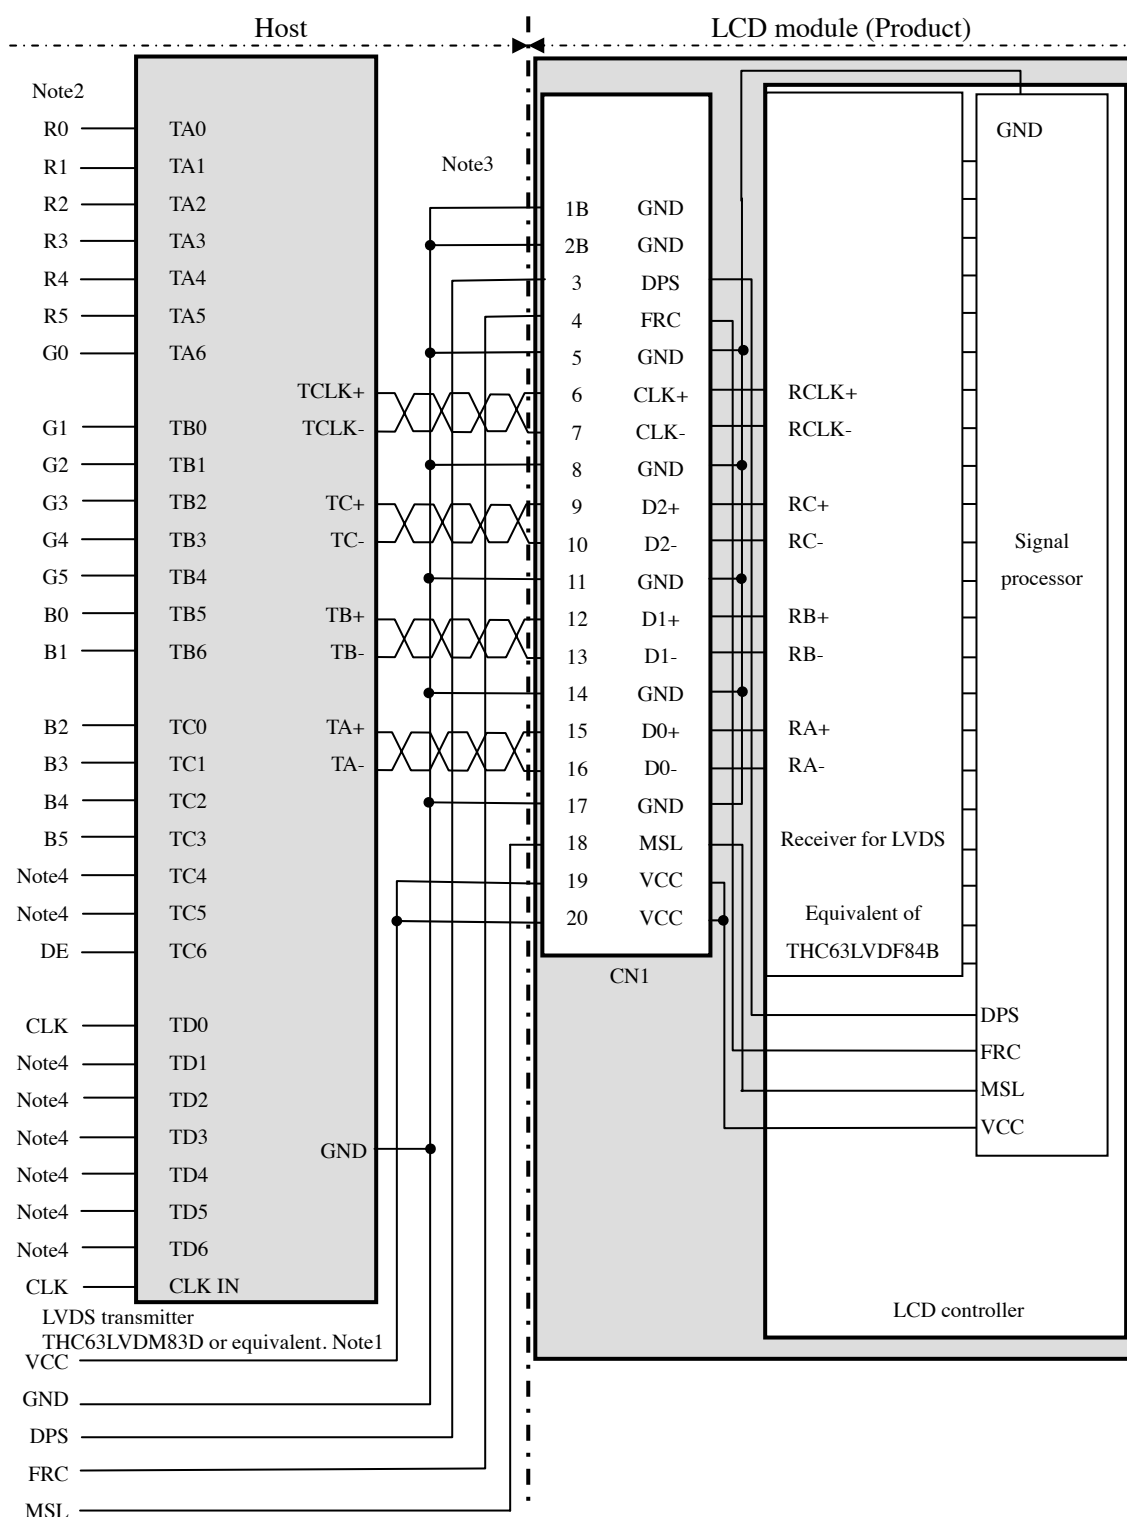 Host
LCD module (Product)
Note2
R0 TA0
R1 TA1
R2 TA2
R3 TA3
R4 TA4
R5 TA5
G0 TA6
G1 TB0
G2 TB1
G3 TB2
G4 TB3
G5 TB4
B0 TB5
B1 TB6
B2 TC0
B3 TC1
B4 TC2
B5 TC3
Note4 TC4
Note4 TC5
DE TC6
CLK TD0
Note4 TD1
Note4 TD2
Note4 TD3
Note4 TD4
Note4 TD5
Note4 TD6
CLK CLK IN
TCLK+
TCLK-
TC+
TC-
TB+
TB-
TA+
TA-
GND
LVDS transmitter
THC63LVDM83D or equivalent. Note1
VCC
GND
DPS
FRC
MSL
Note3
1B GND
2B GND
3 DPS
4 FRC
5 GND
6 CLK+
7 CLK-
8 GND
9 D2+
10 D2-
11 GND
12 D1+
13 D1-
14 GND
15 D0+
16 D0-
17 GND
18 MSL
19 VCC
20 VCC
CN1
RCLK+
RCLK-
RC+
RC-
RB+
RB-
RA+
RA-
Receiver for LVDS
Equivalent of
THC63LVDF84B
GND
Signal
processor
DPS
FRC
MSL
VCC
LCD controller